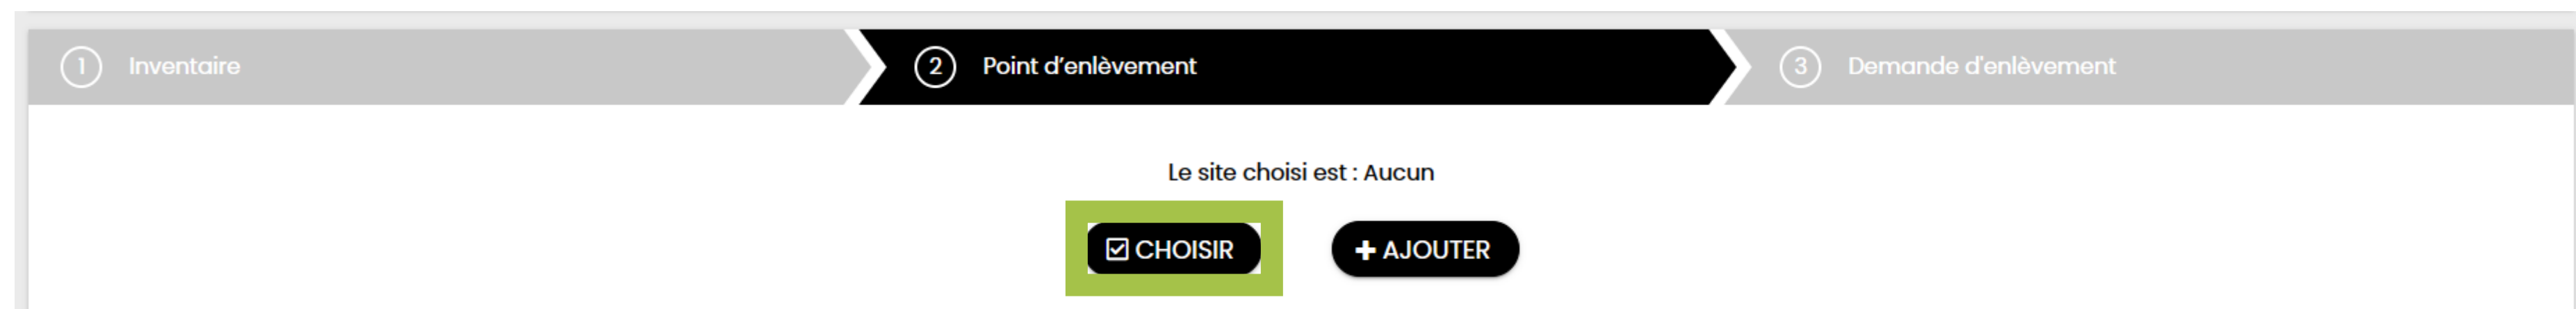 1 Inventaire
2 Point d’enlèvement
3 Demande d'enlèvement
Le site choisi est : Aucun
CHOISIR
AJOUTER